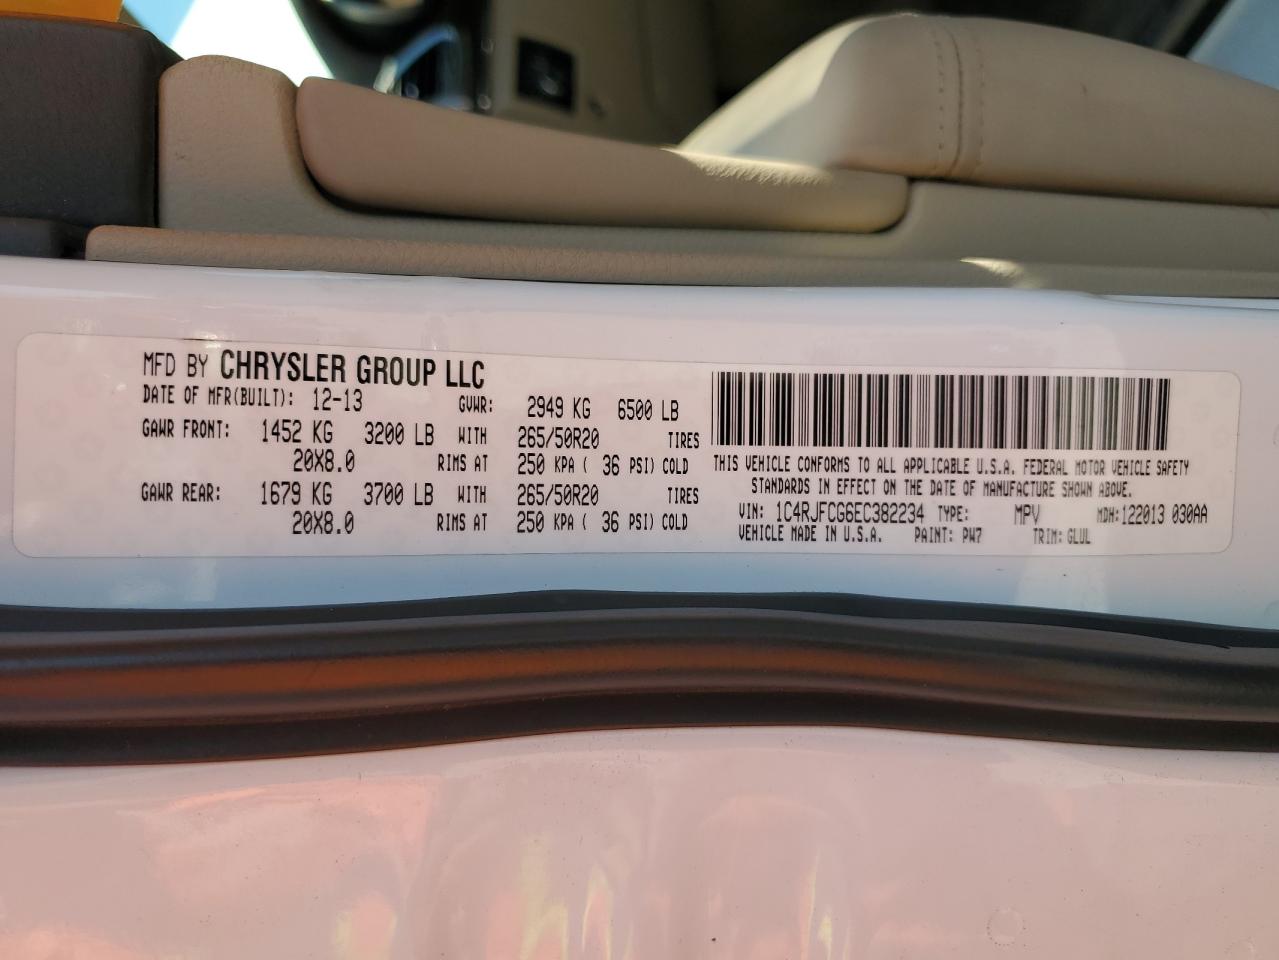 MFD BY CHRYSLER GROUP LLC
DATE OF MFR(BUILT): 12-13 GVWR: 2949 KG 6500 LB
GAWR FRONT: 1452 KG 3200 LB WITH 265/50R20 TIRES
20X8.0 RIMS AT 250 KPA ( 36 PSI) COLD
GAWR REAR: 1679 KG 3700 LB WITH 265/50R20 TIRES
20X8.0 RIMS AT 250 KPA ( 36 PSI) COLD
THIS VEHICLE CONFORMS TO ALL APPLICABLE U.S.A. FEDERAL MOTOR VEHICLE SAFETY
STANDARDS IN EFFECT ON THE DATE OF MANUFACTURE SHOWN ABOVE.
VIN: 1C4RJFCG6EC382234 TYPE: MPV MDH:122013 030AA
VEHICLE MADE IN U.S.A. PAINT: PW7 TRIM: GLUL